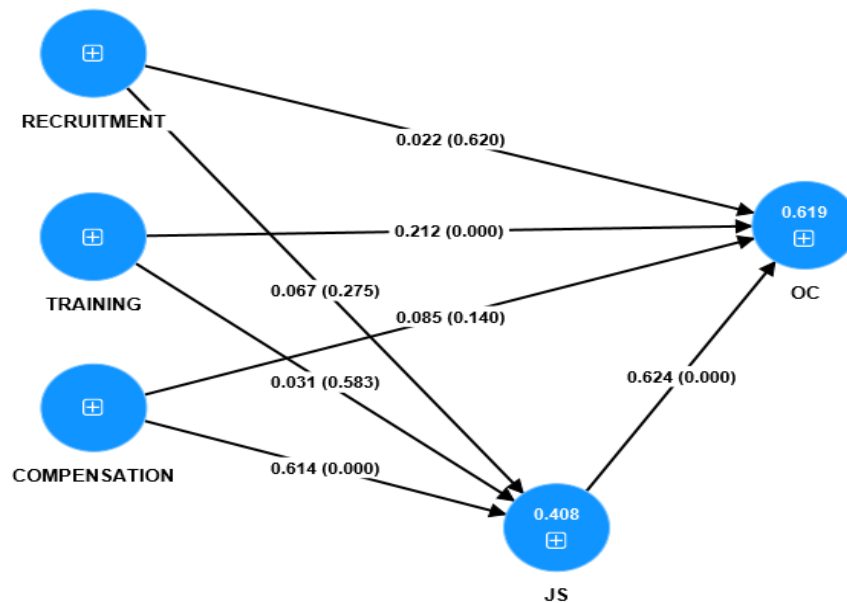 RECRUITMENT
0.022 (0.620)
0.619
0.212 (0.000)
TRAINING
0.067 (0.275)
OC
0.085 (0.140)
0.031 (0.583)
0.624 (0.000)
COMPENSATION
0.614 (0.000)
0.408
JS